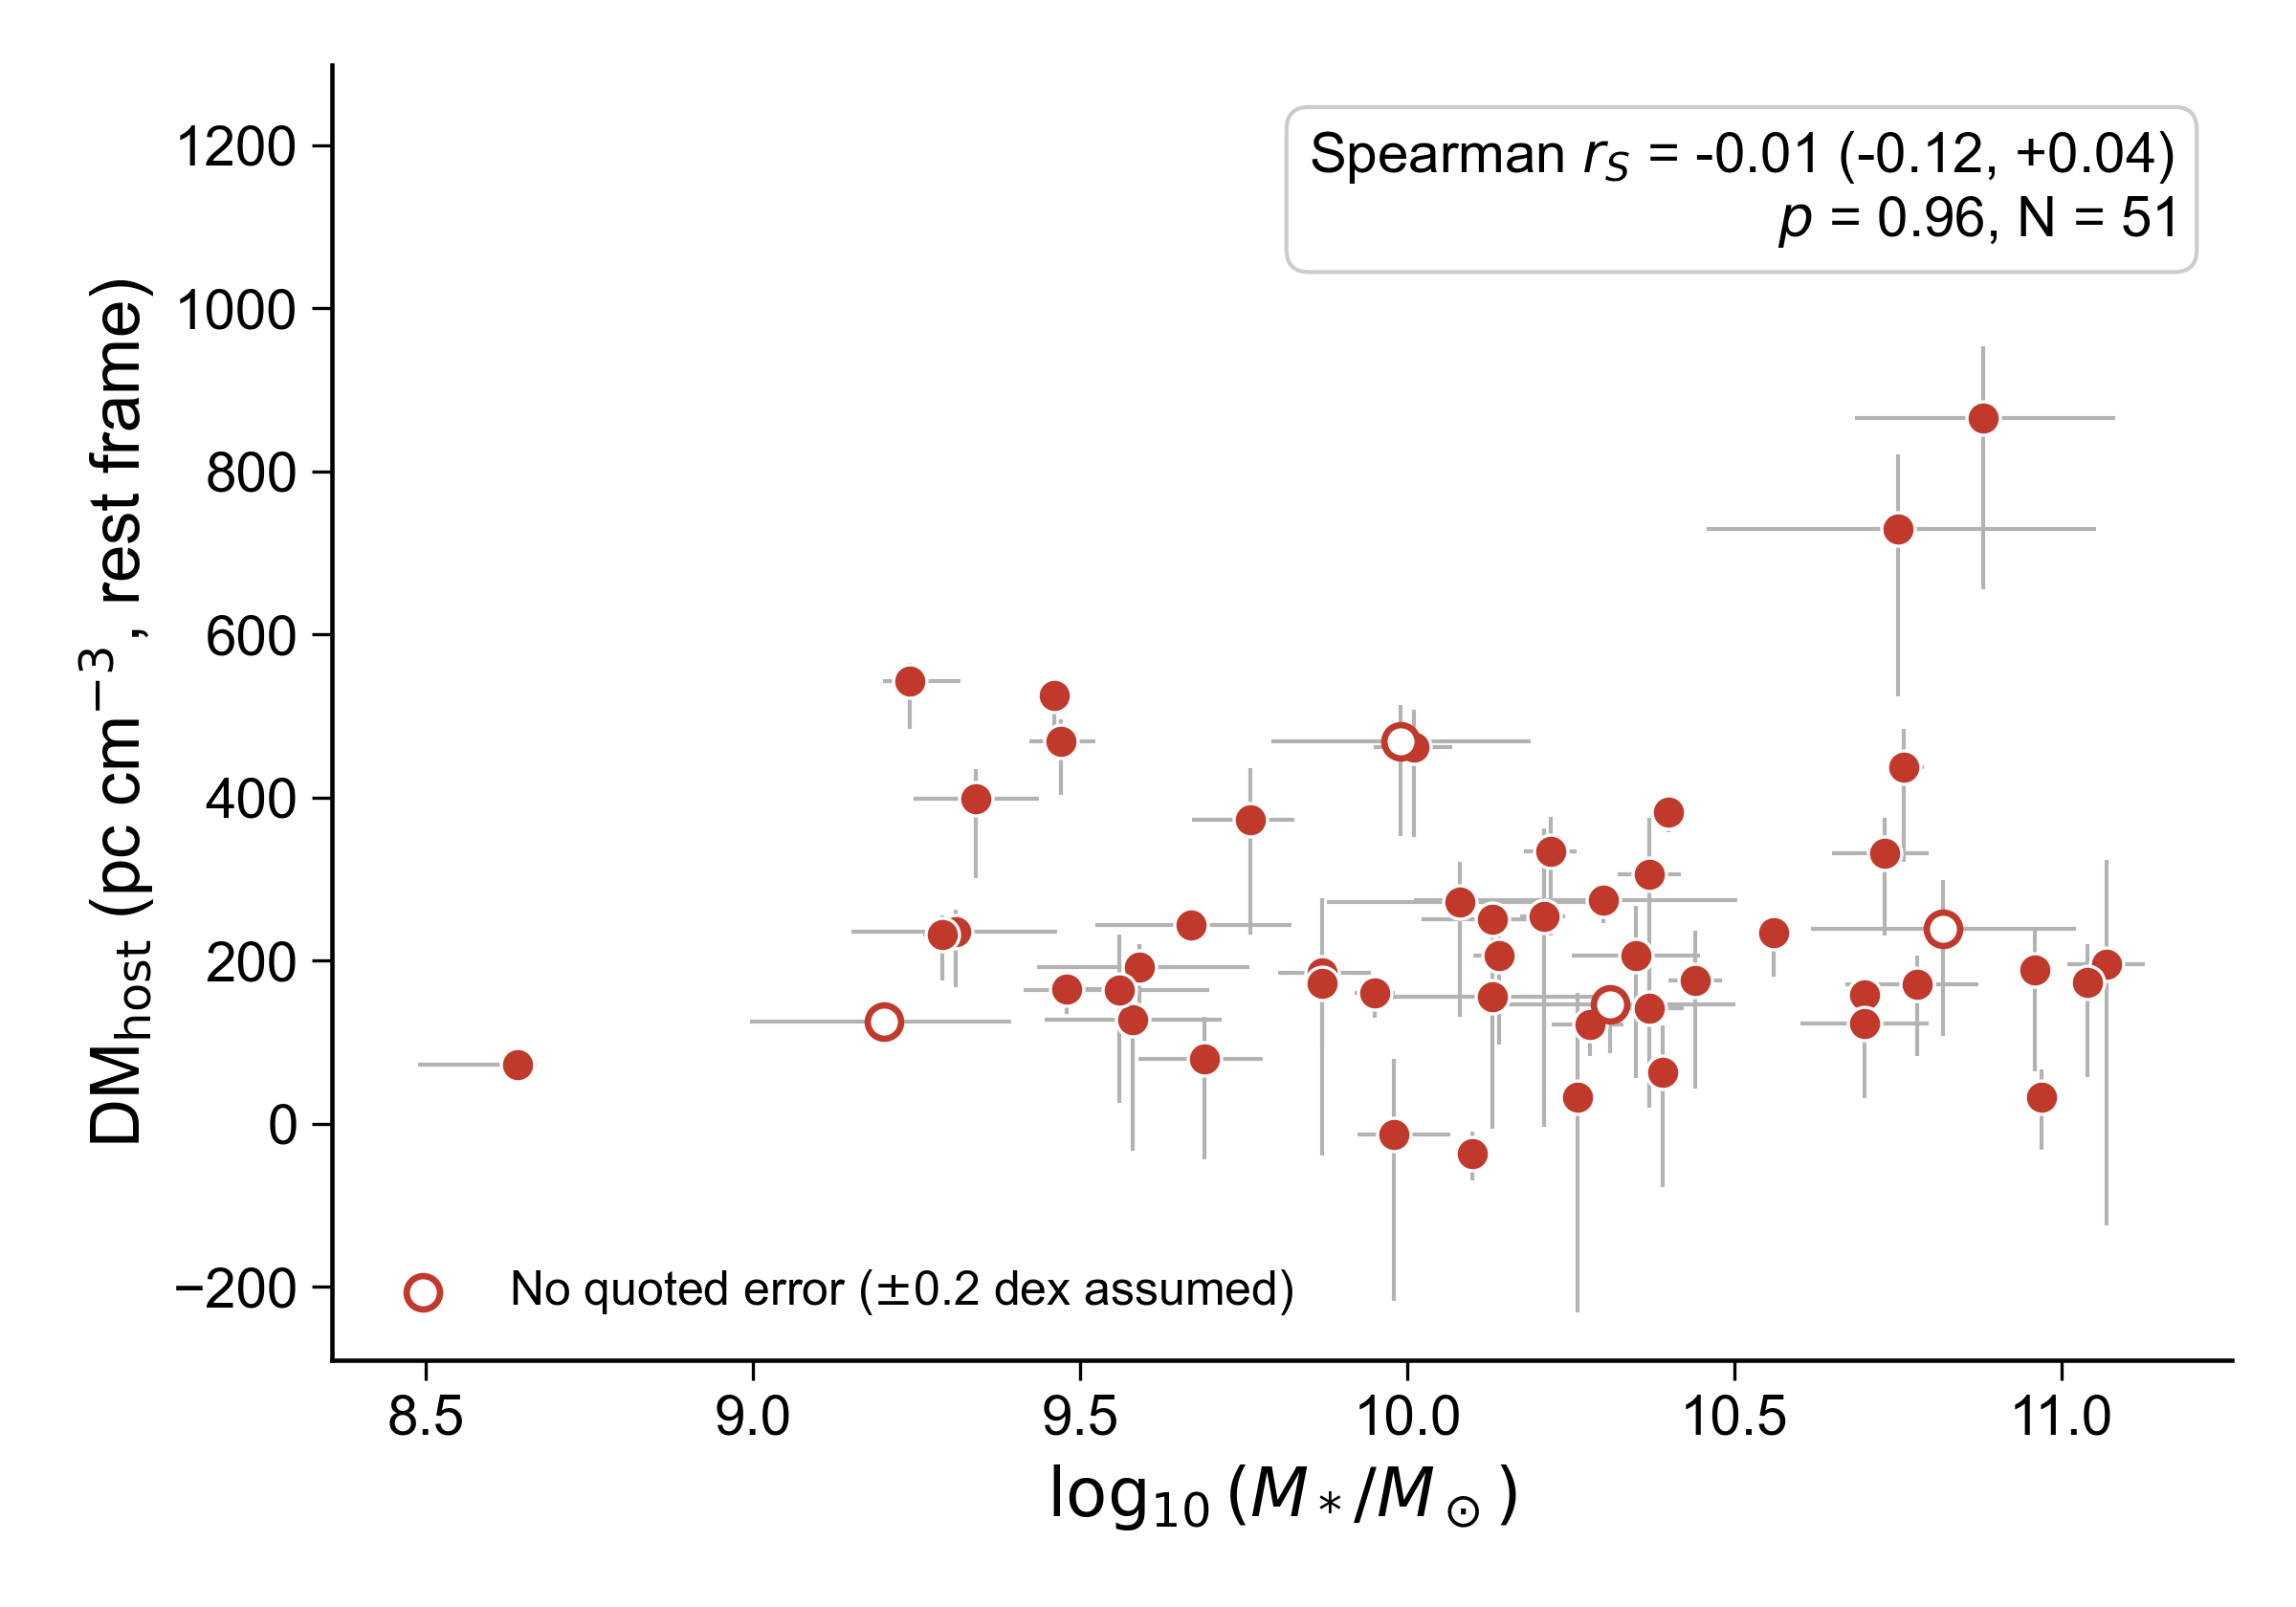 1200
1000
800
600
400
200
0
−200
DM_host (pc cm⁻³, rest frame)
Spearman r_S = -0.01 (-0.12, +0.04)
p = 0.96, N = 51
No quoted error (±0.2 dex assumed)
8.5 9.0 9.5 10.0 10.5 11.0
log₁₀ (M_*/M_⊙)